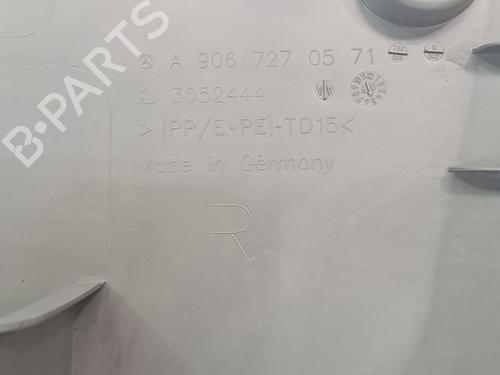 A 906 727 05 71
3052444
>(PP/E+PE)-TD15<
Made in Germany
R
B-PARTS